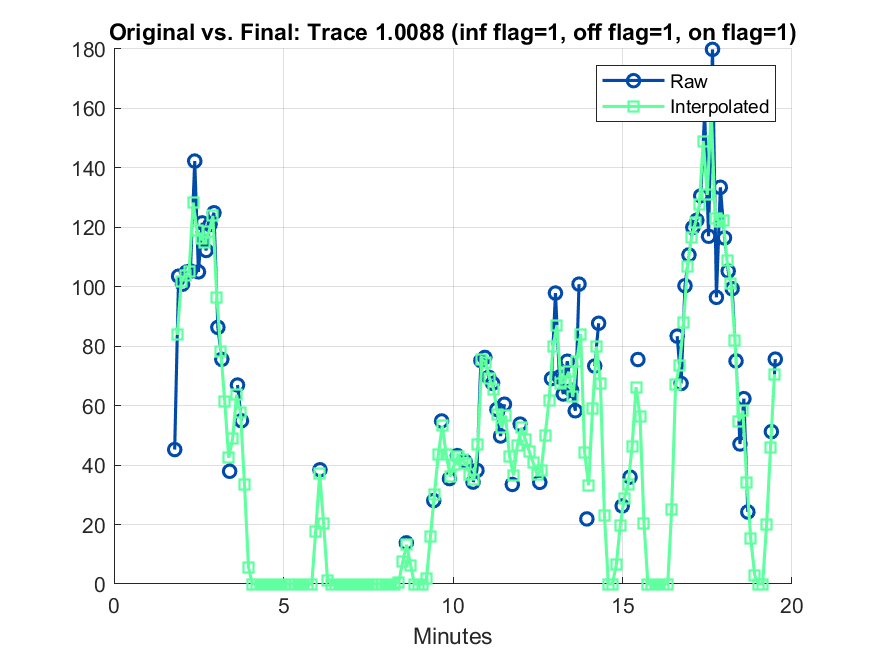 Original vs. Final: Trace 1.0088 (inf flag=1, off flag=1, on flag=1)
180
160
140
120
100
80
60
40
20
0
Raw
Interpolated
0 5 10 15 20
Minutes